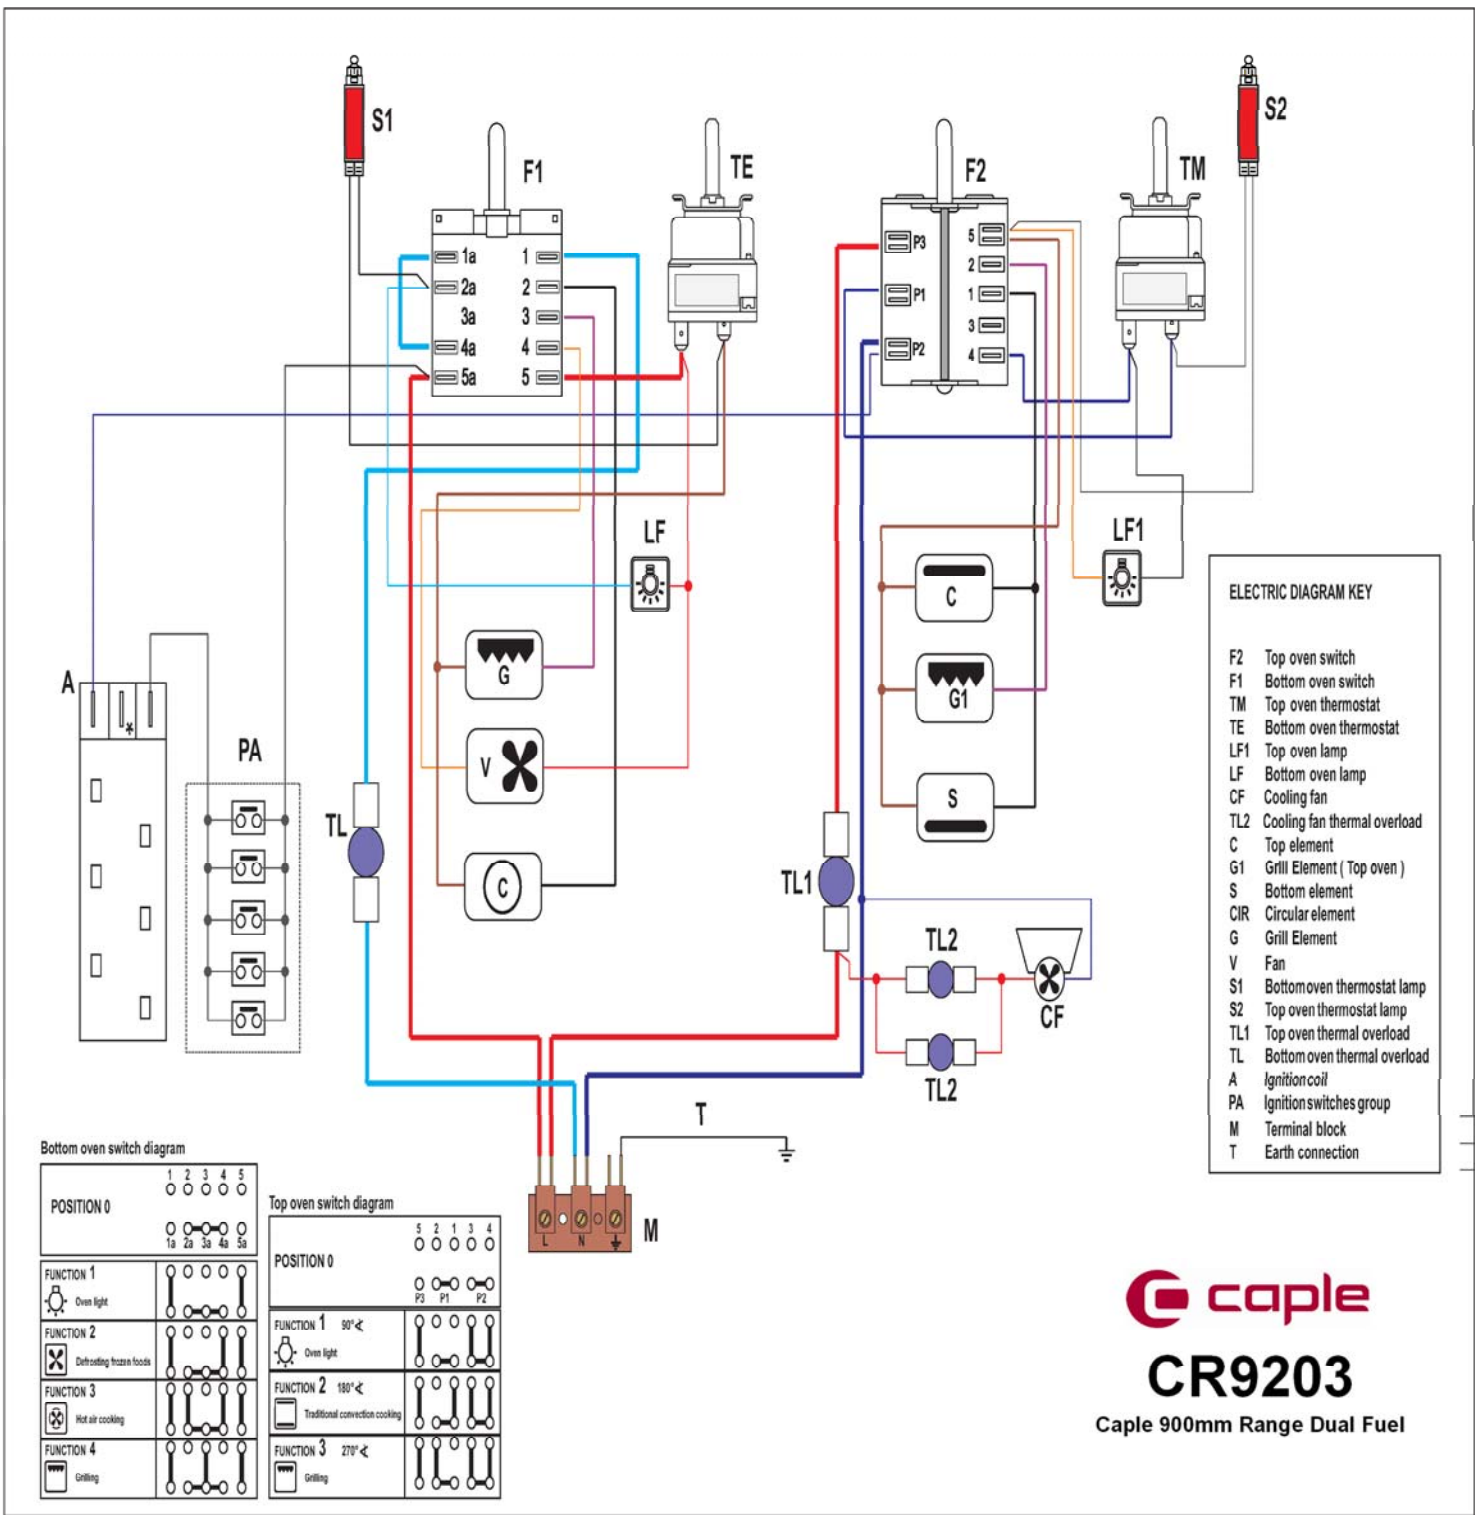 S1
F1
TE
F2
TM
S2
1a
2a
3a
4a
5a
1
2
3
4
5
P3
P1
P2
5
2
1
3
4
LF
LF1
G
V
C
C
G1
S
A
*
PA
TL
TL1
TL2
TL2
CF
T
M
L
N
ELECTRIC DIAGRAM KEY
F2 Top oven switch
F1 Bottom oven switch
TM Top oven thermostat
TE Bottom oven thermostat
LF1 Top oven lamp
LF Bottom oven lamp
CF Cooling fan
TL2 Cooling fan thermal overload
C Top element
G1 Grill Element ( Top oven )
S Bottom element
CIR Circular element
G Grill Element
V Fan
S1 Bottom oven thermostat lamp
S2 Top oven thermostat lamp
TL1 Top oven thermal overload
TL Bottom oven thermal overload
A Ignition coil
PA Ignition switches group
M Terminal block
T Earth connection
Bottom oven switch diagram
POSITION 0
1 2 3 4 5
1a 2a 3a 4a 5a
FUNCTION 1
Oven light
FUNCTION 2
Defrosting frozen foods
FUNCTION 3
Hot air cooking
FUNCTION 4
Grilling
Top oven switch diagram
POSITION 0
5 2 1 3 4
P3 P1 P2
FUNCTION 1 90°∢
Oven light
FUNCTION 2 180°∢
Traditional convection cooking
FUNCTION 3 270°∢
Grilling
caple
CR9203
Caple 900mm Range Dual Fuel